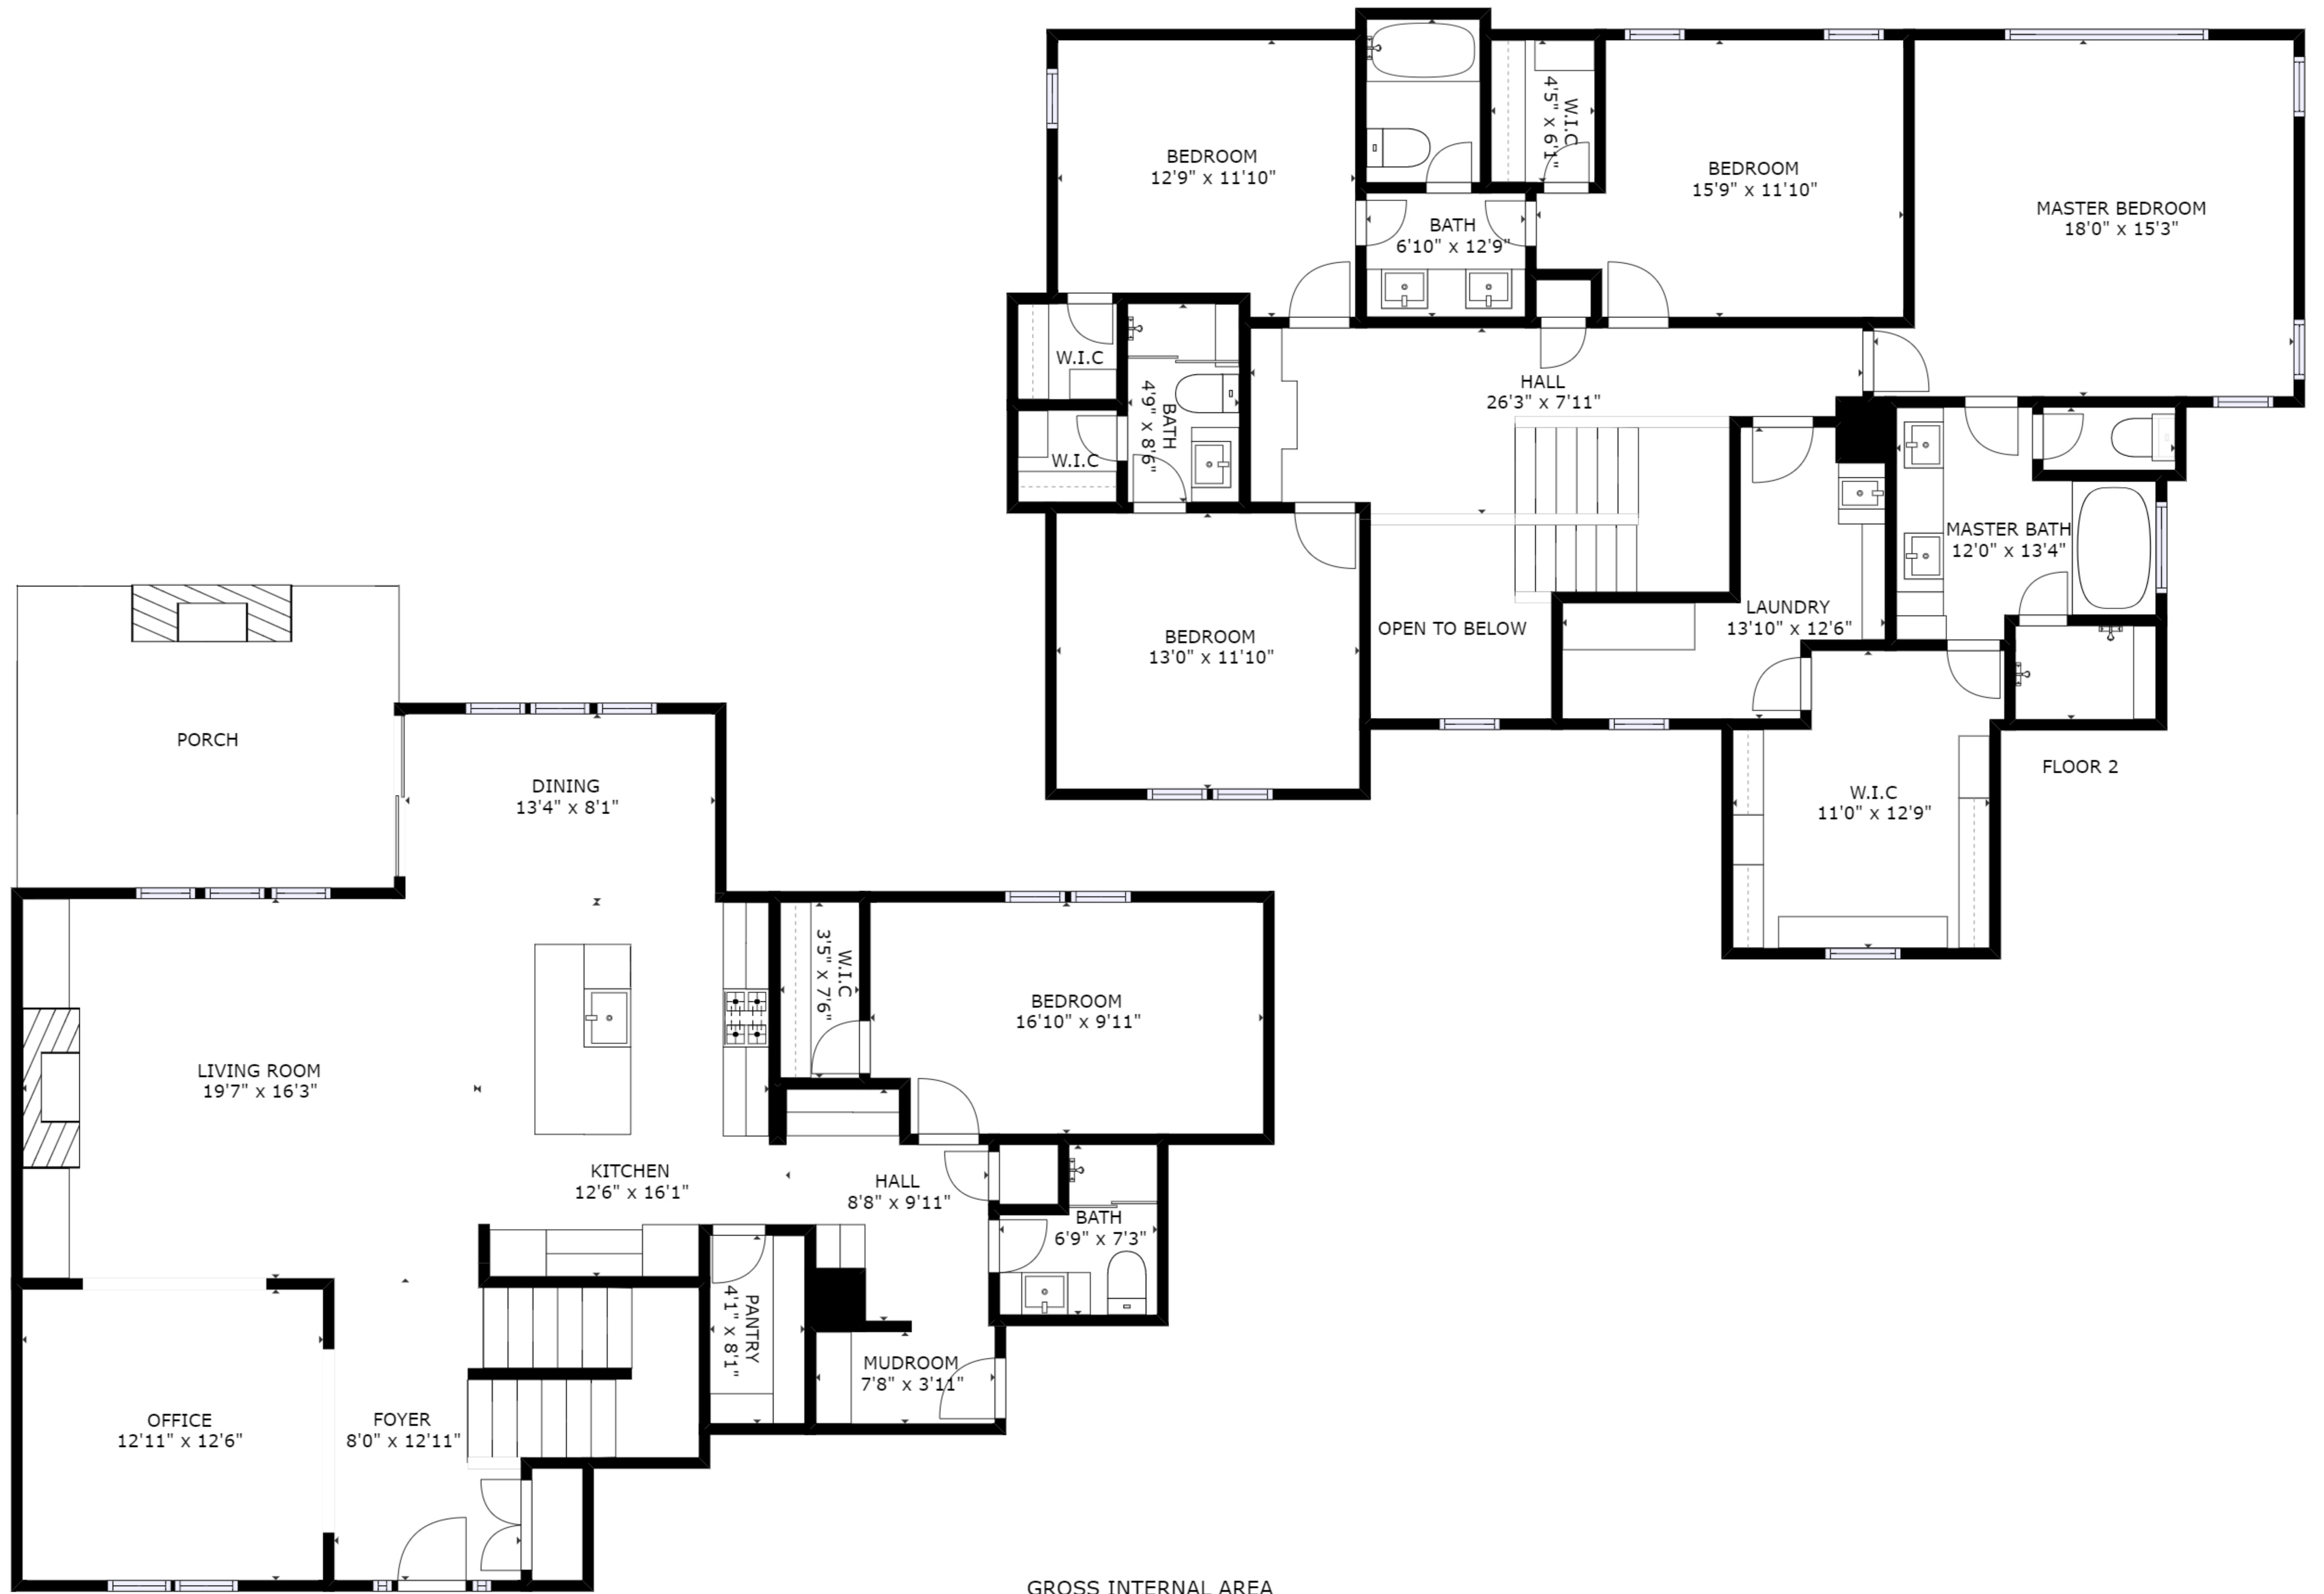 BEDROOM
12'9" x 11'10"
W.I.C
4'5" x 6'1"
BEDROOM
15'9" x 11'10"
MASTER BEDROOM
18'0" x 15'3"
BATH
6'10" x 12'9"
W.I.C
BATH
4'9" x 8'6"
HALL
26'3" x 7'11"
W.I.C
MASTER BATH
12'0" x 13'4"
BEDROOM
13'0" x 11'10"
OPEN TO BELOW
LAUNDRY
13'10" x 12'6"
FLOOR 2
W.I.C
11'0" x 12'9"
PORCH
DINING
13'4" x 8'1"
LIVING ROOM
19'7" x 16'3"
W.I.C
3'5" x 7'6"
BEDROOM
16'10" x 9'11"
KITCHEN
12'6" x 16'1"
HALL
8'8" x 9'11"
BATH
6'9" x 7'3"
PANTRY
4'1" x 8'1"
MUDROOM
7'8" x 3'11"
OFFICE
12'11" x 12'6"
FOYER
8'0" x 12'11"
GROSS INTERNAL AREA